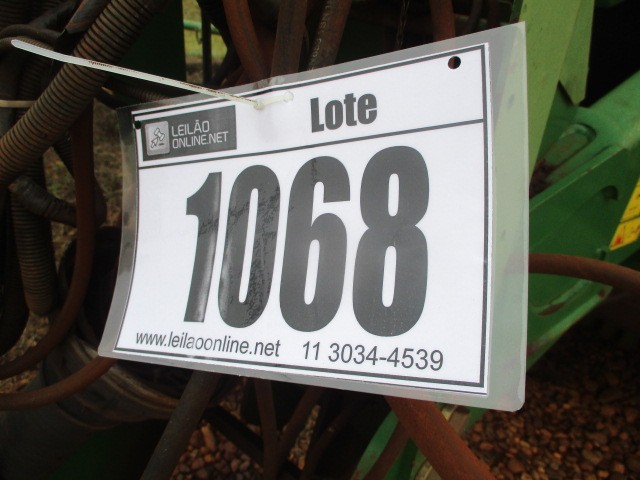 LEILÃO
ONLINE.NET
Lote
1068
www.leilaoonline.net 11 3034-4539